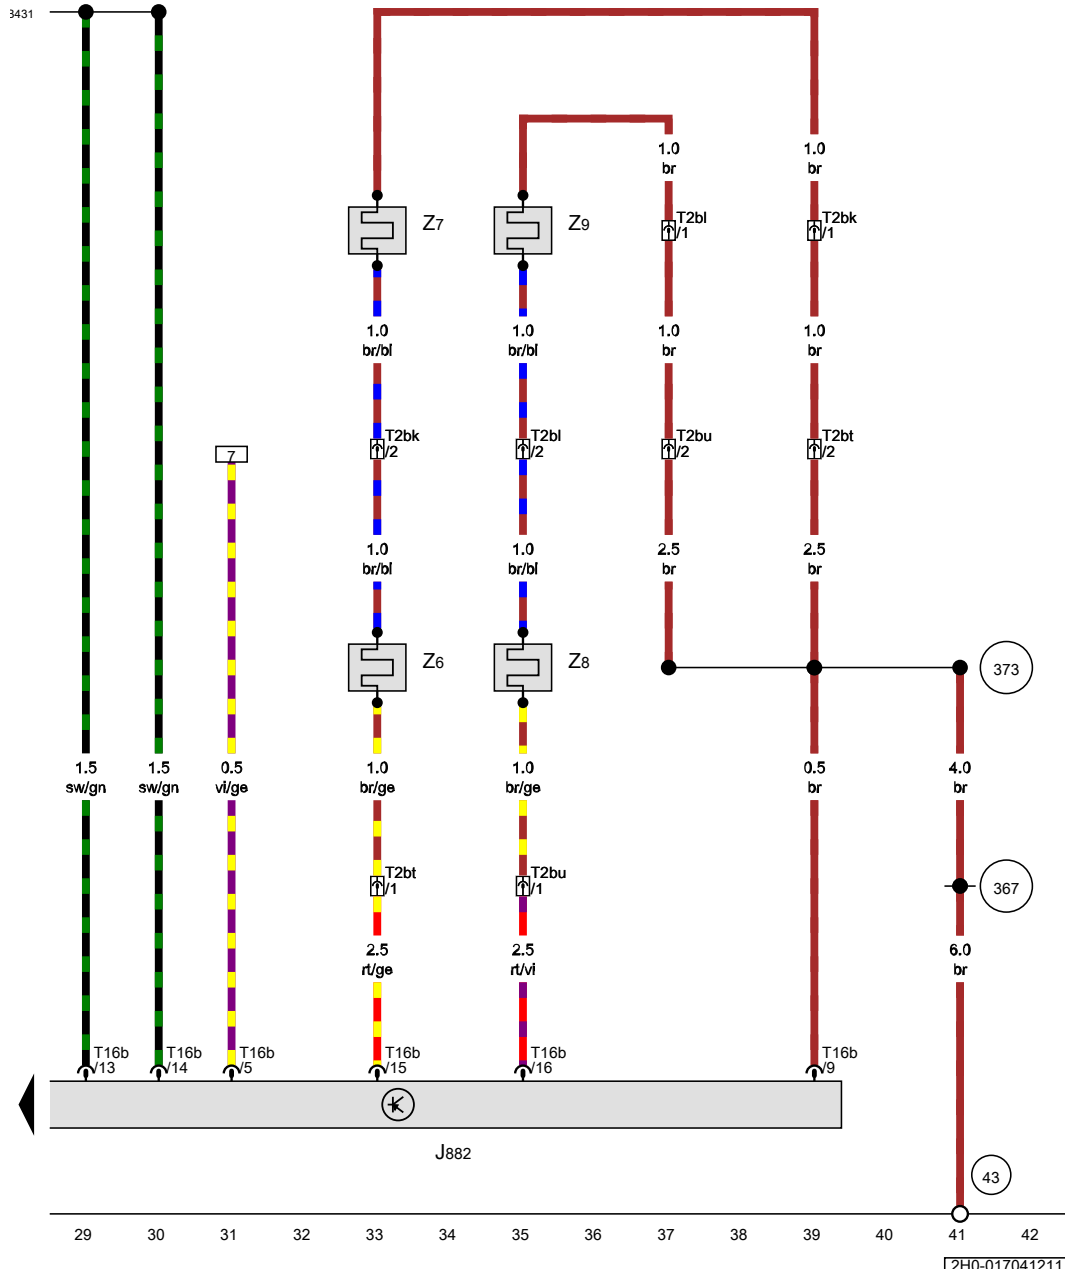 1.0
br
1.0
br
Z7
Z9
T2bl
/1
T2bk
/1
1.0
br/bl
1.0
br/bl
1.0
br
1.0
br
T2bk
/2
T2bl
/2
T2bu
/2
T2bt
/2
7
1.0
br/bl
1.0
br/bl
2.5
br
2.5
br
Z6
Z8
373
1.5
sw/gn
1.5
sw/gn
0.5
vi/ge
1.0
br/ge
1.0
br/ge
0.5
br
4.0
br
T2bt
/1
T2bu
/1
367
2.5
rt/ge
2.5
rt/vi
6.0
br
T16b
/13
T16b
/14
T16b
/5
T16b
/15
T16b
/16
T16b
/9
J882
43
29 30 31 32 33 34 35 36 37 38 39 40 41 42
2H0-017041211